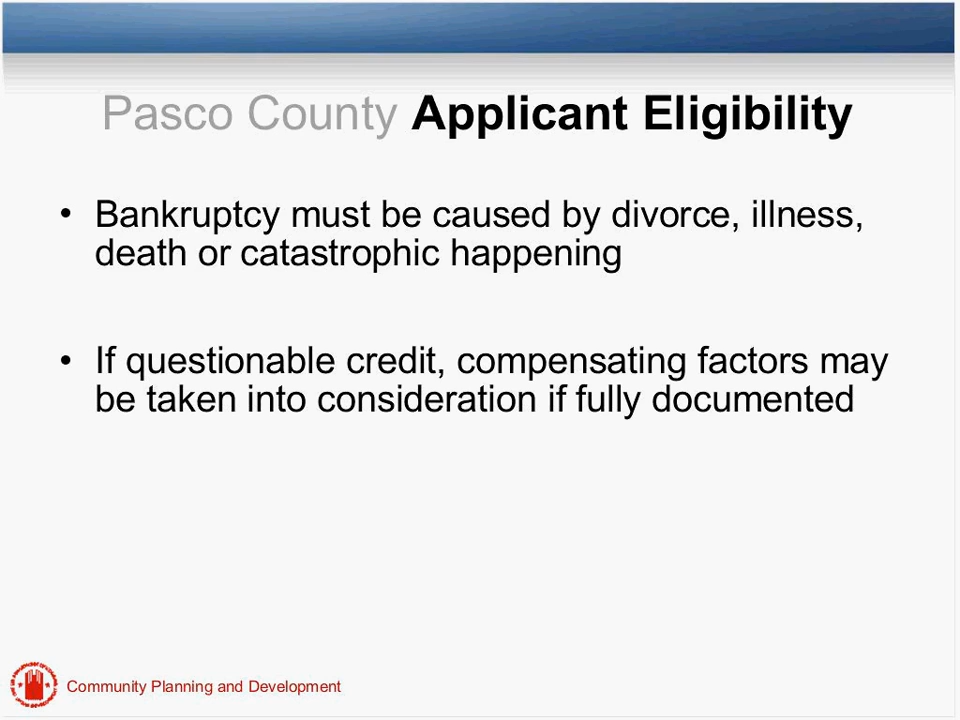 Pasco County Applicant Eligibility
• Bankruptcy must be caused by divorce, illness,
death or catastrophic happening
• If questionable credit, compensating factors may
be taken into consideration if fully documented
Community Planning and Development